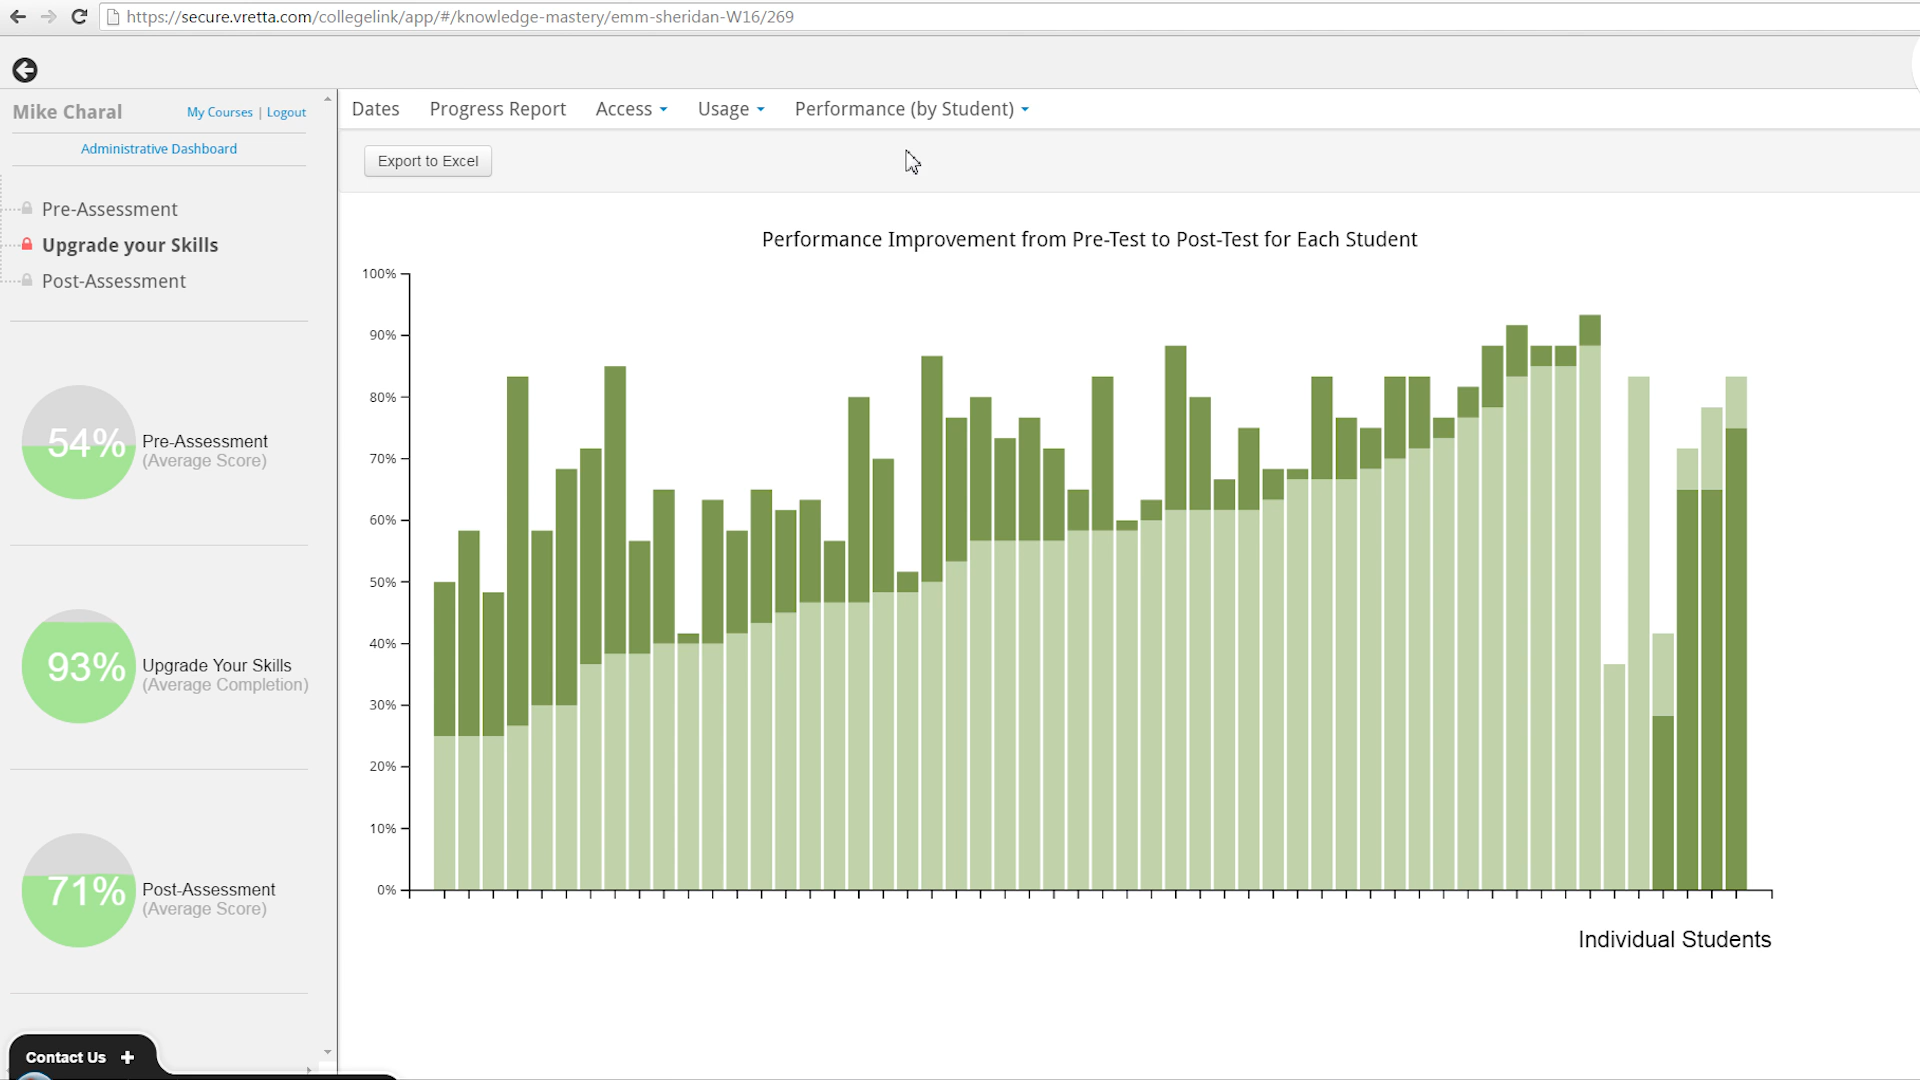 https://secure.vretta.com/collegelink/app/#/knowledge-mastery/emm-sheridan-W16/269
Mike Charal My Courses | Logout
Administrative Dashboard
Pre-Assessment
Upgrade your Skills
Post-Assessment
54% Pre-Assessment
(Average Score)
93% Upgrade Your Skills
(Average Completion)
71% Post-Assessment
(Average Score)
Contact Us +
Dates Progress Report Access Usage Performance (by Student)
Export to Excel
Performance Improvement from Pre-Test to Post-Test for Each Student
100%
90%
80%
70%
60%
50%
40%
30%
20%
10%
0%
Individual Students